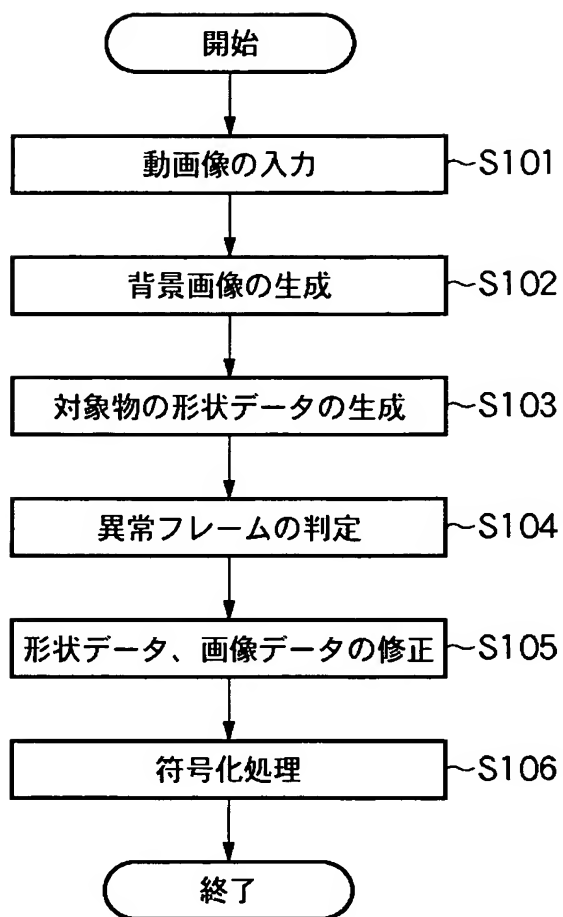 開始
動画像の入力 ~S101
背景画像の生成 ~S102
対象物の形状データの生成 ~S103
異常フレームの判定 ~S104
形状データ、画像データの修正 ~S105
符号化処理 ~S106
終了